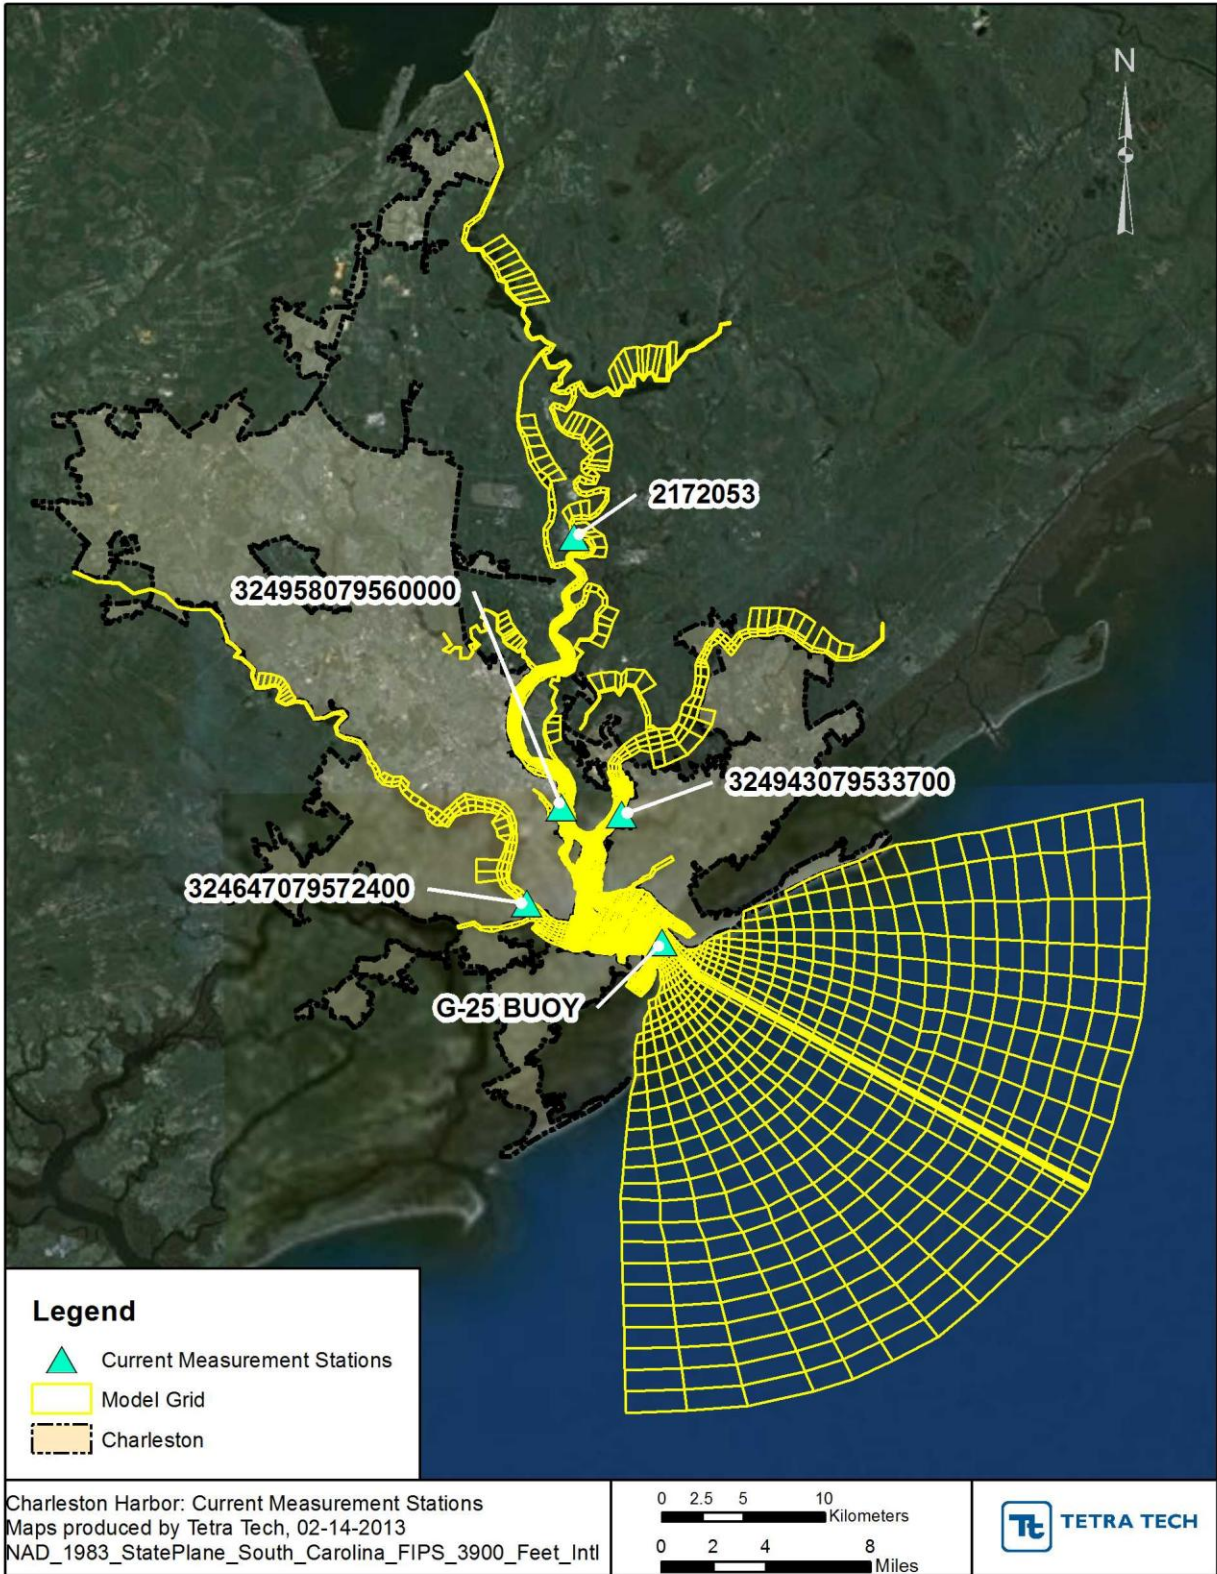 N
2172053
324958079560000
324943079533700
324647079572400
G-25 BUOY
Legend
Current Measurement Stations
Model Grid
Charleston
Charleston Harbor: Current Measurement Stations
Maps produced by Tetra Tech, 02-14-2013
NAD_1983_StatePlane_South_Carolina_FIPS_3900_Feet_Intl
0 2.5 5 10
Kilometers
0 2 4 8
Miles
Tt TETRA TECH